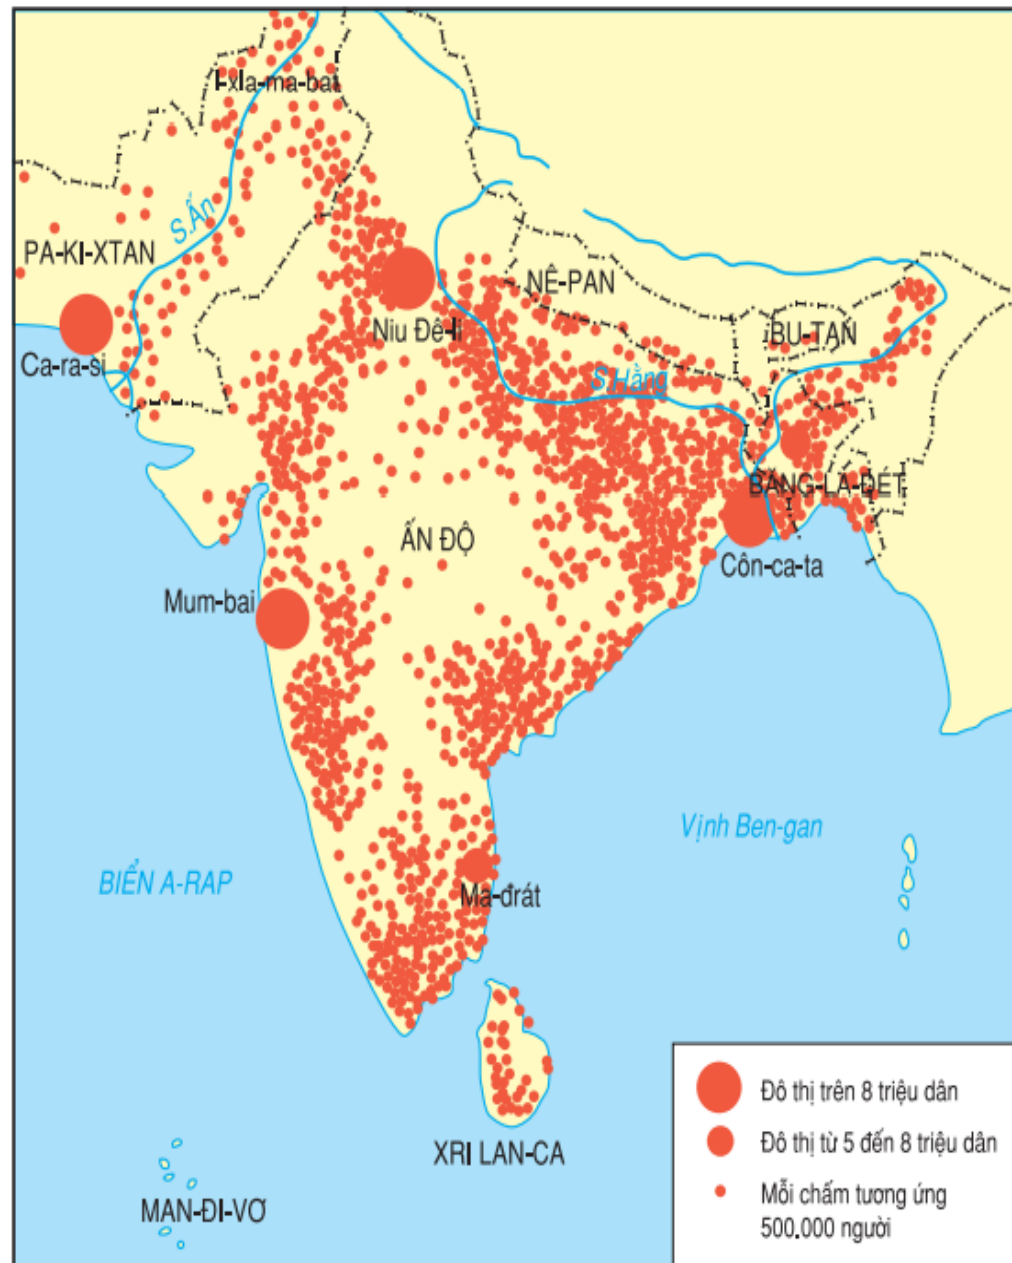 I-xla-ma-bat
S.Ấn
PA-KI-XTAN
NÊ-PAN
Niu Đê-li
BU-TAN
Ca-ra-si
S.Hằng
BĂNG-LA-ĐÉT
ẤN ĐỘ
Côn-ca-ta
Mum-bai
Vịnh Ben-gan
BIỂN A-RAP
Ma-đrát
XRI LAN-CA
MAN-ĐI-VƠ
Đô thị trên 8 triệu dân
Đô thị từ 5 đến 8 triệu dân
Mỗi chấm tương ứng
500.000 người